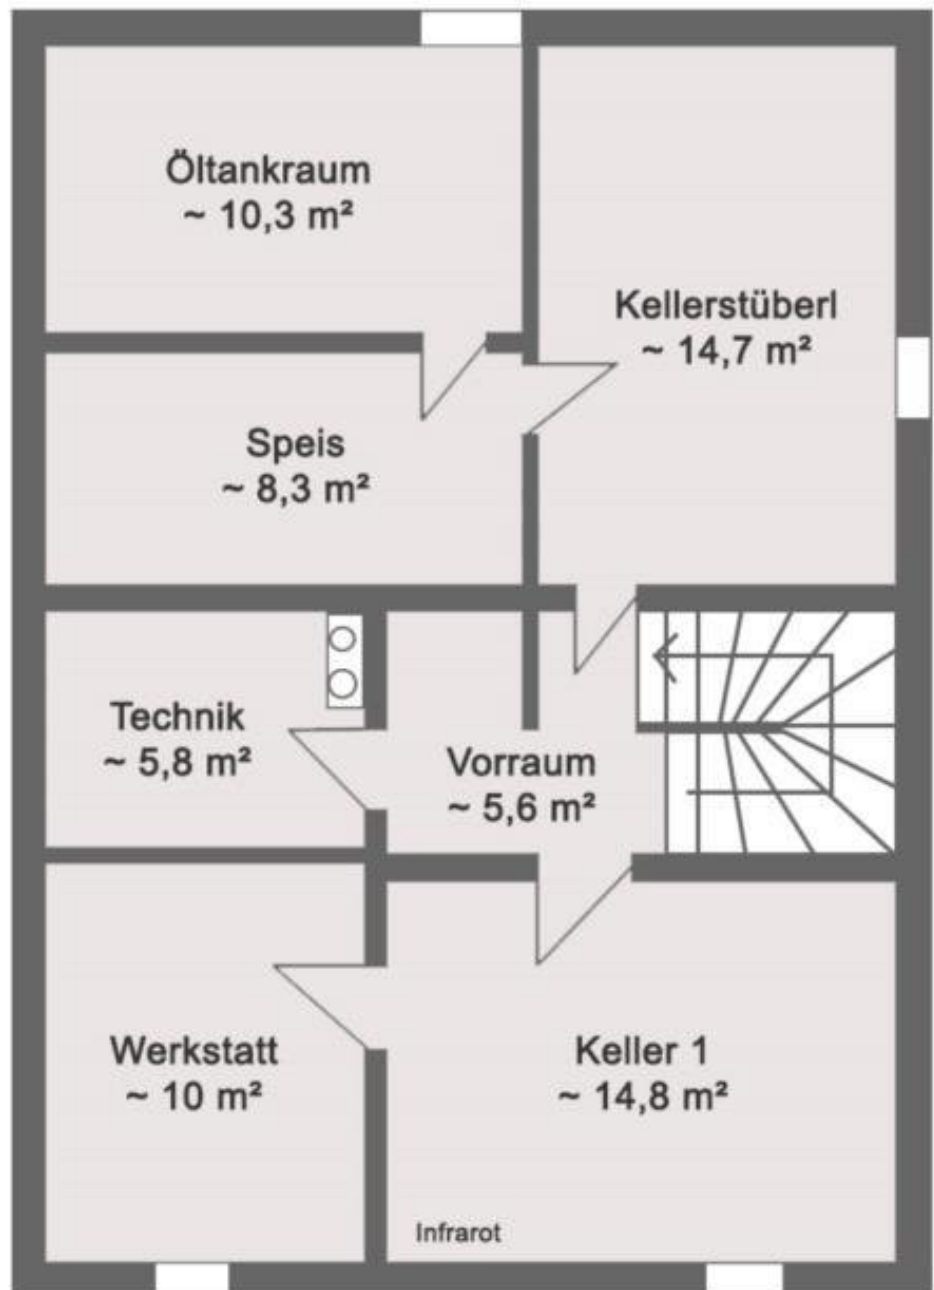 Öltankraum
~ 10,3 m²
Kellerstüberl
~ 14,7 m²
Speis
~ 8,3 m²
Technik
~ 5,8 m²
Vorraum
~ 5,6 m²
Werkstatt
~ 10 m²
Keller 1
~ 14,8 m²
Infrarot